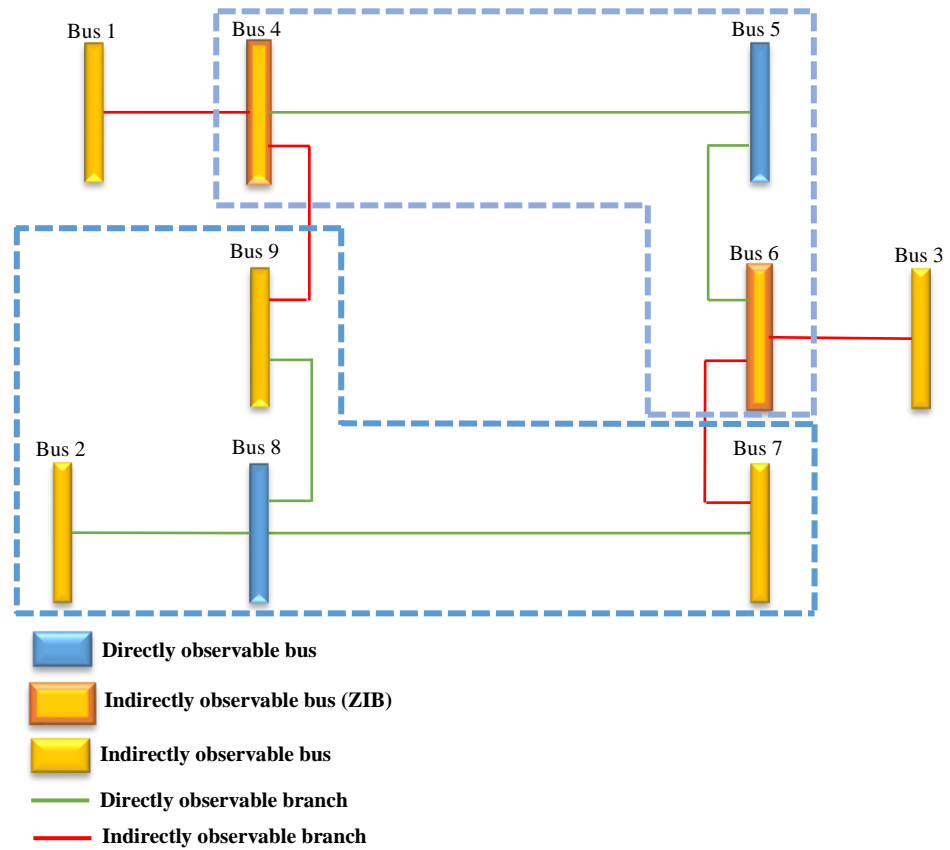 Bus 1
Bus 4
Bus 5
Bus 9
Bus 6
Bus 3
Bus 2
Bus 8
Bus 7
Directly observable bus
Indirectly observable bus (ZIB)
Indirectly observable bus
Directly observable branch
Indirectly observable branch